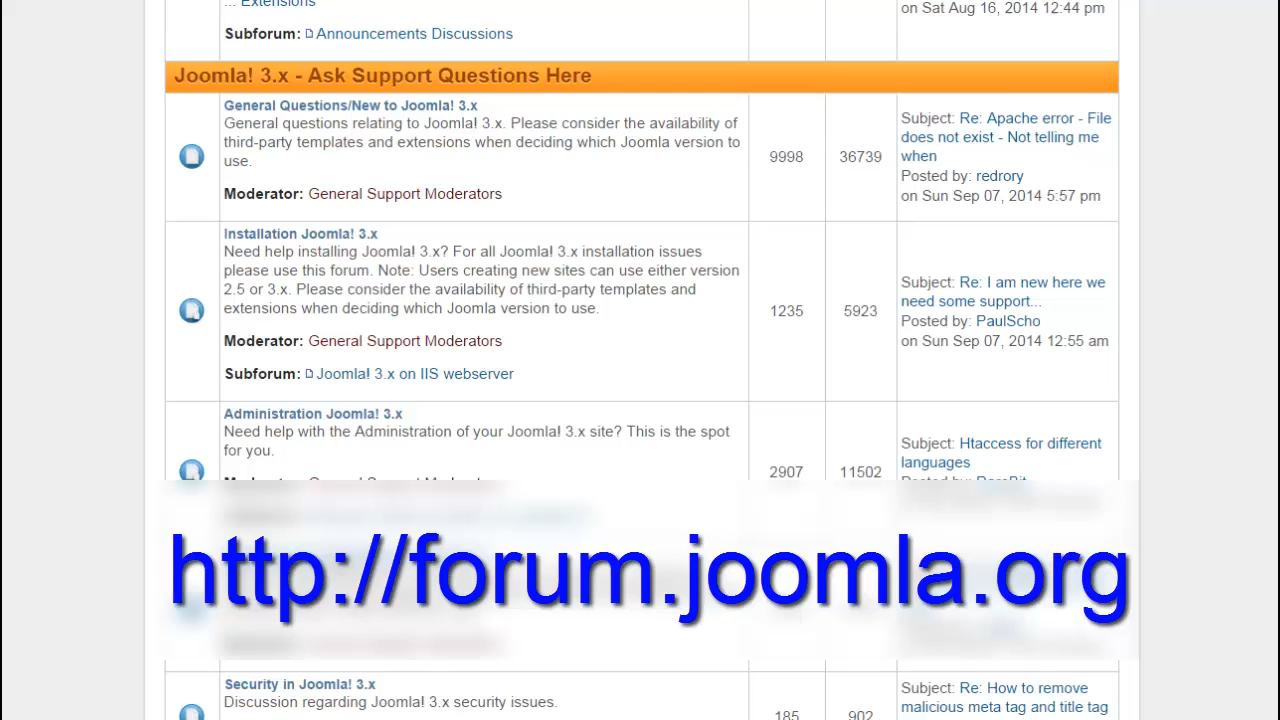 ... Extensions
on Sat Aug 16, 2014 12:44 pm
Subforum: Announcements Discussions
Joomla! 3.x - Ask Support Questions Here
General Questions/New to Joomla! 3.x
General questions relating to Joomla! 3.x. Please consider the availability of
third-party templates and extensions when deciding which Joomla version to
use.
Moderator: General Support Moderators
9998
36739
Subject: Re: Apache error - File
does not exist - Not telling me
when
Posted by: redrory
on Sun Sep 07, 2014 5:57 pm
Installation Joomla! 3.x
Need help installing Joomla! 3.x? For all Joomla! 3.x installation issues
please use this forum. Note: Users creating new sites can use either version
2.5 or 3.x. Please consider the availability of third-party templates and
extensions when deciding which Joomla version to use.
Moderator: General Support Moderators
Subforum: Joomla! 3.x on IIS webserver
1235
5923
Subject: Re: I am new here we
need some support...
Posted by: PaulScho
on Sun Sep 07, 2014 12:55 am
Administration Joomla! 3.x
Need help with the Administration of your Joomla! 3.x site? This is the spot
for you.
2907
11502
Subject: Htaccess for different
languages
http://forum.joomla.org
Security in Joomla! 3.x
Discussion regarding Joomla! 3.x security issues.
185
902
Subject: Re: How to remove
malicious meta tag and title tag